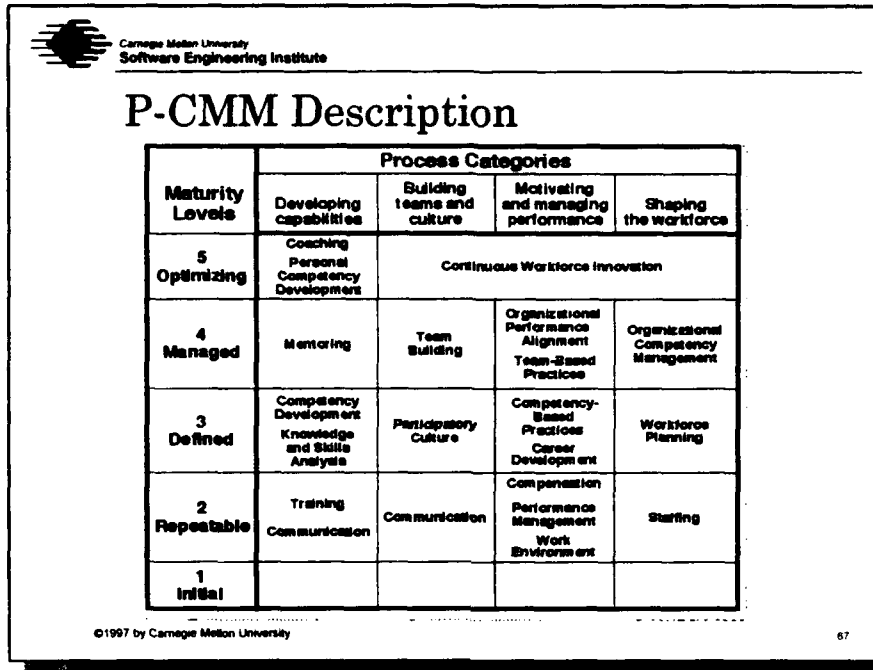 Carnegie Mellon University
Software Engineering Institute
P-CMM Description
Process Categories
Maturity
Levels
Developing
capabilities
Building
teams and
culture
Motivating
and managing
performance
Shaping
the workforce
5
Optimizing
Coaching
Personal
Competency
Development
Continuous Workforce Innovation
4
Managed
Mentoring
Team
Building
Organizational
Performance
Alignment
Team-Based
Practices
Organizational
Competency
Management
3
Defined
Competency
Development
Knowledge
and Skills
Analysis
Participatory
Culture
Competency-
Based
Practices
Career
Development
Workforce
Planning
2
Repeatable
Training
Communication
Communication
Compensation
Performance
Management
Work
Environment
Staffing
1
Initial
©1997 by Carnegie Mellon University
67